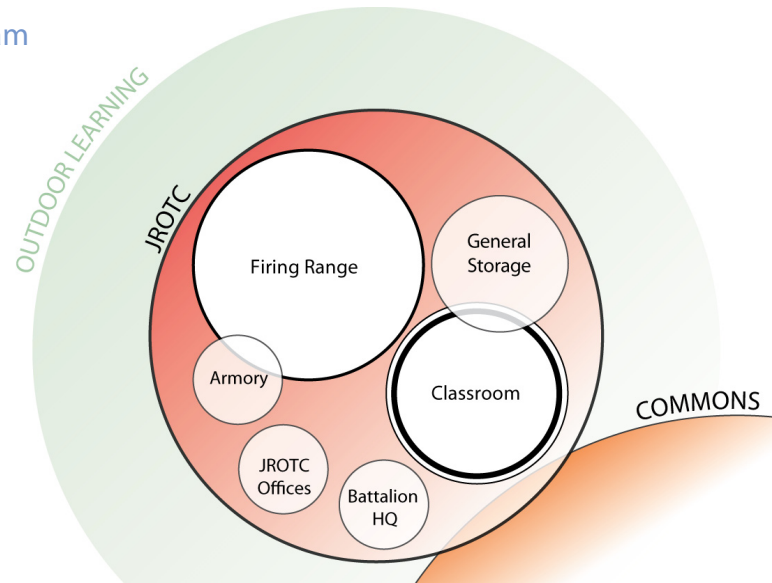 OUTDOOR LEARNING
JROTC
Firing Range
General
Storage
Armory
Classroom
COMMONS
JROTC
Offices
Battalion
HQ